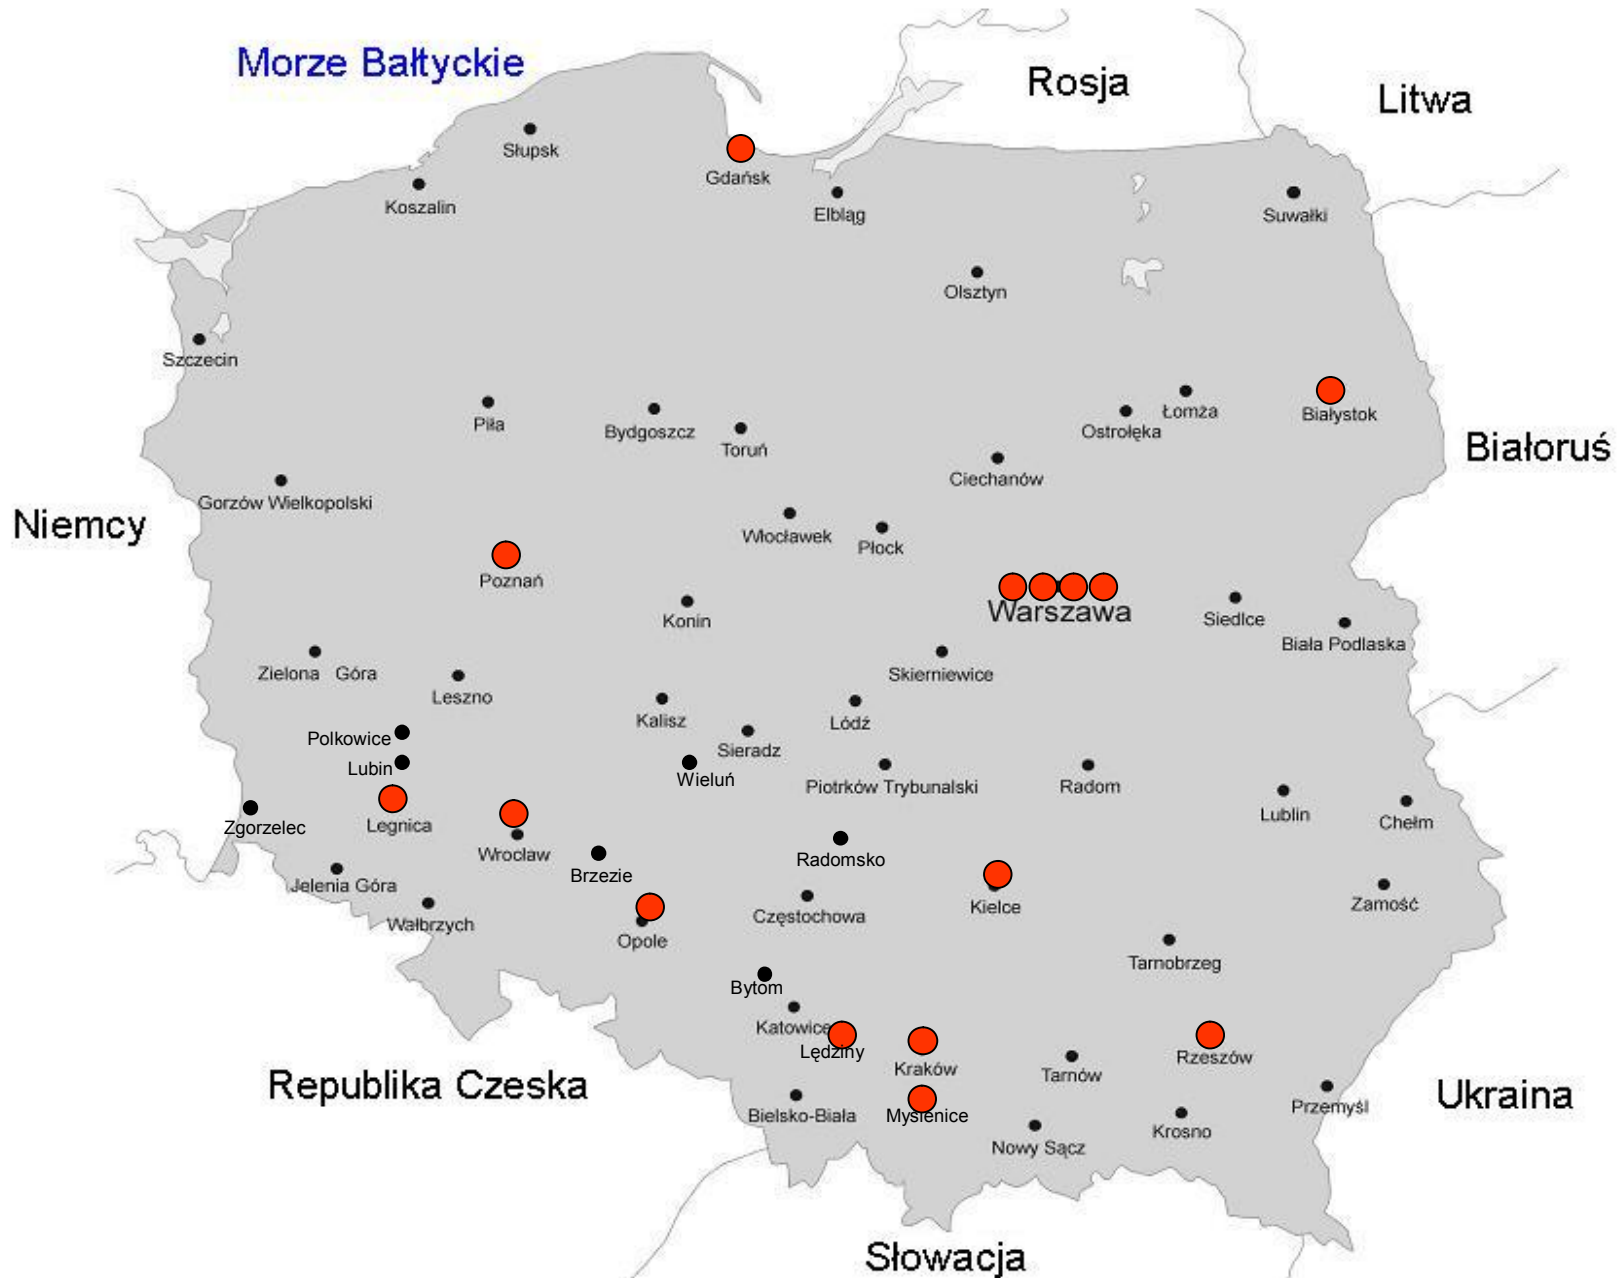 Morze Bałtyckie
Rosja
Litwa
Słupsk
Gdańsk
Koszalin
Elbląg
Suwałki
Olsztyn
Szczecin
Piła
Bydgoszcz
Toruń
Ostrołęka
Łomża
Białystok
Białoruś
Ciechanów
Gorzów Wielkopolski
Niemcy
Włocławek
Płock
Poznań
Konin
Warszawa
Siedlce
Biała Podlaska
Zielona Góra
Leszno
Skierniewice
Kalisz
Lódź
Polkowice
Sieradz
Lubin
Wieluń
Piotrków Trybunalski
Radom
Lublin
Chełm
Zgorzelec
Legnica
Wrocław
Radomsko
Brzezie
Jelenia Góra
Wałbrzych
Częstochowa
Kielce
Zamość
Opole
Tarnobrzeg
Bytom
Katowice
Lędziny
Kraków
Tarnów
Rzeszów
Republika Czeska
Ukraina
Bielsko-Biała
Myslenice
Przemyśl
Nowy Sącz
Krosno
Słowacja